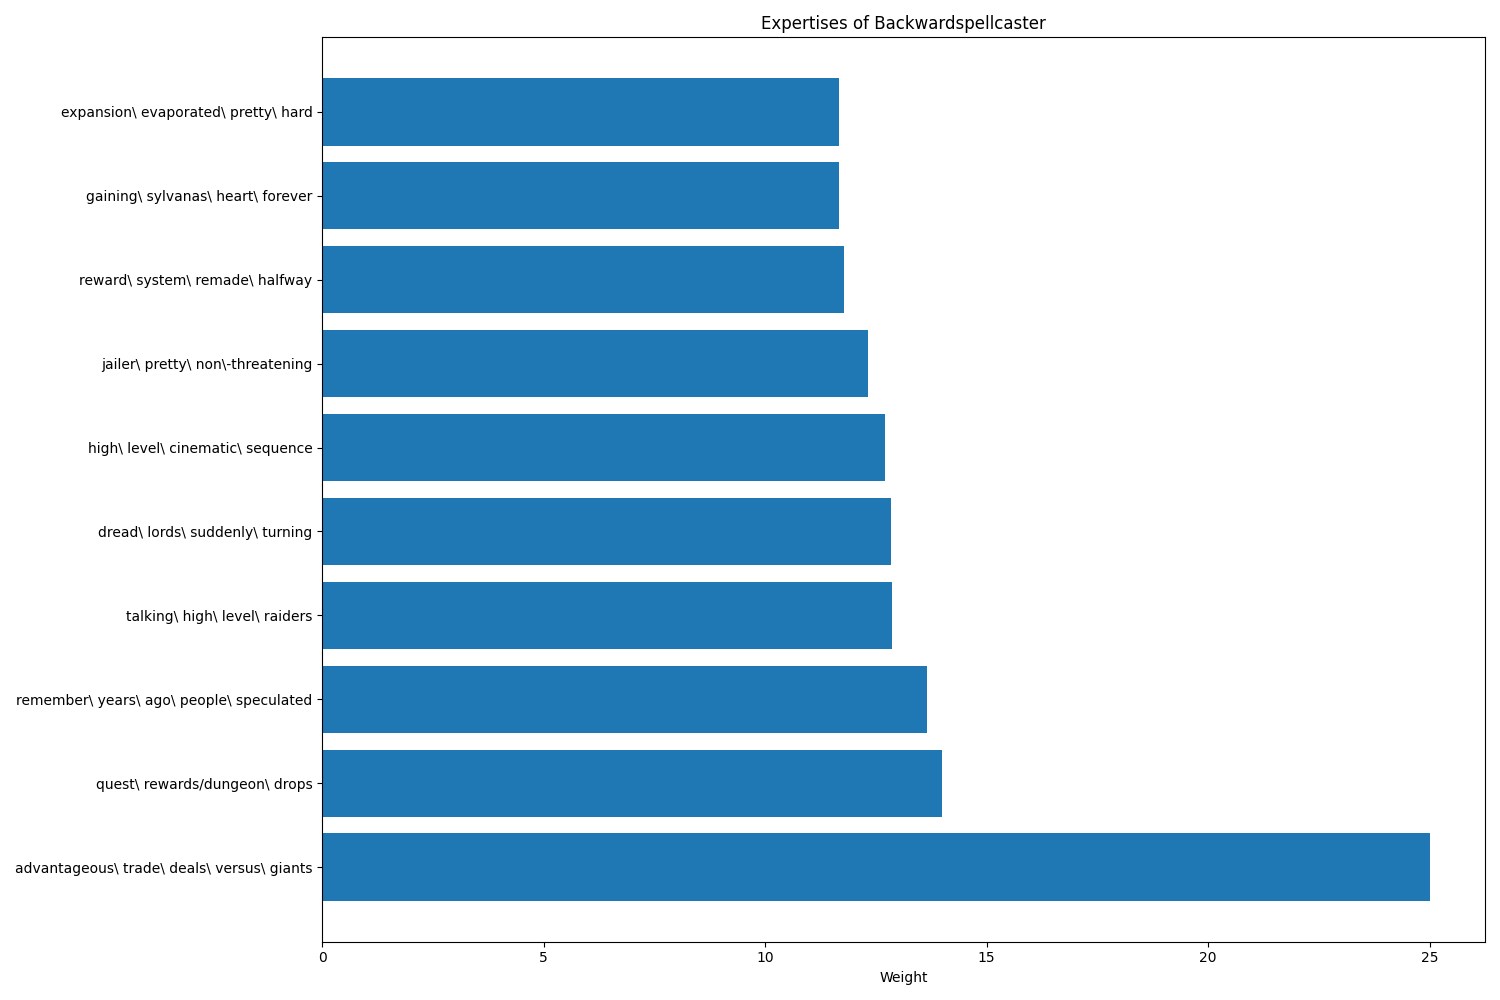 Expertises of Backwardspellcaster
expansion\ evaporated\ pretty\ hard
gaining\ sylvanas\ heart\ forever
reward\ system\ remade\ halfway
jailer\ pretty\ non\-threatening
high\ level\ cinematic\ sequence
dread\ lords\ suddenly\ turning
talking\ high\ level\ raiders
remember\ years\ ago\ people\ speculated
quest\ rewards/dungeon\ drops
advantageous\ trade\ deals\ versus\ giants
0 5 10 15 20 25
Weight